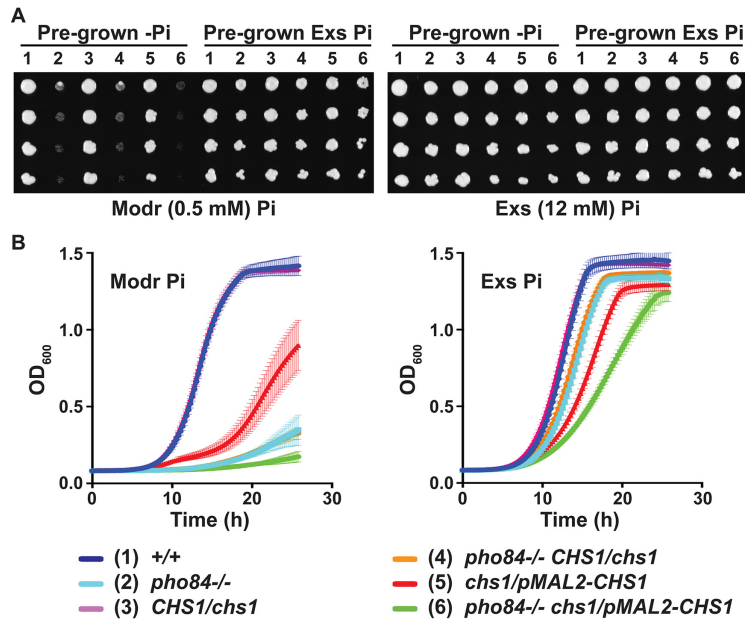 A
Pre-grown -Pi Pre-grown Exs Pi Pre-grown -Pi Pre-grown Exs Pi
1 2 3 4 5 6 1 2 3 4 5 6 1 2 3 4 5 6 1 2 3 4 5 6
Modr (0.5 mM) Pi Exs (12 mM) Pi
B
1.5 1.5
Modr Pi Exs Pi
1.0 1.0
OD600 OD600
0.5 0.5
0.0 0.0
0 10 20 30 0 10 20 30
Time (h) Time (h)
(1) +/+ (4) pho84-/- CHS1/chs1
(2) pho84-/- (5) chs1/pMAL2-CHS1
(3) CHS1/chs1 (6) pho84-/- chs1/pMAL2-CHS1